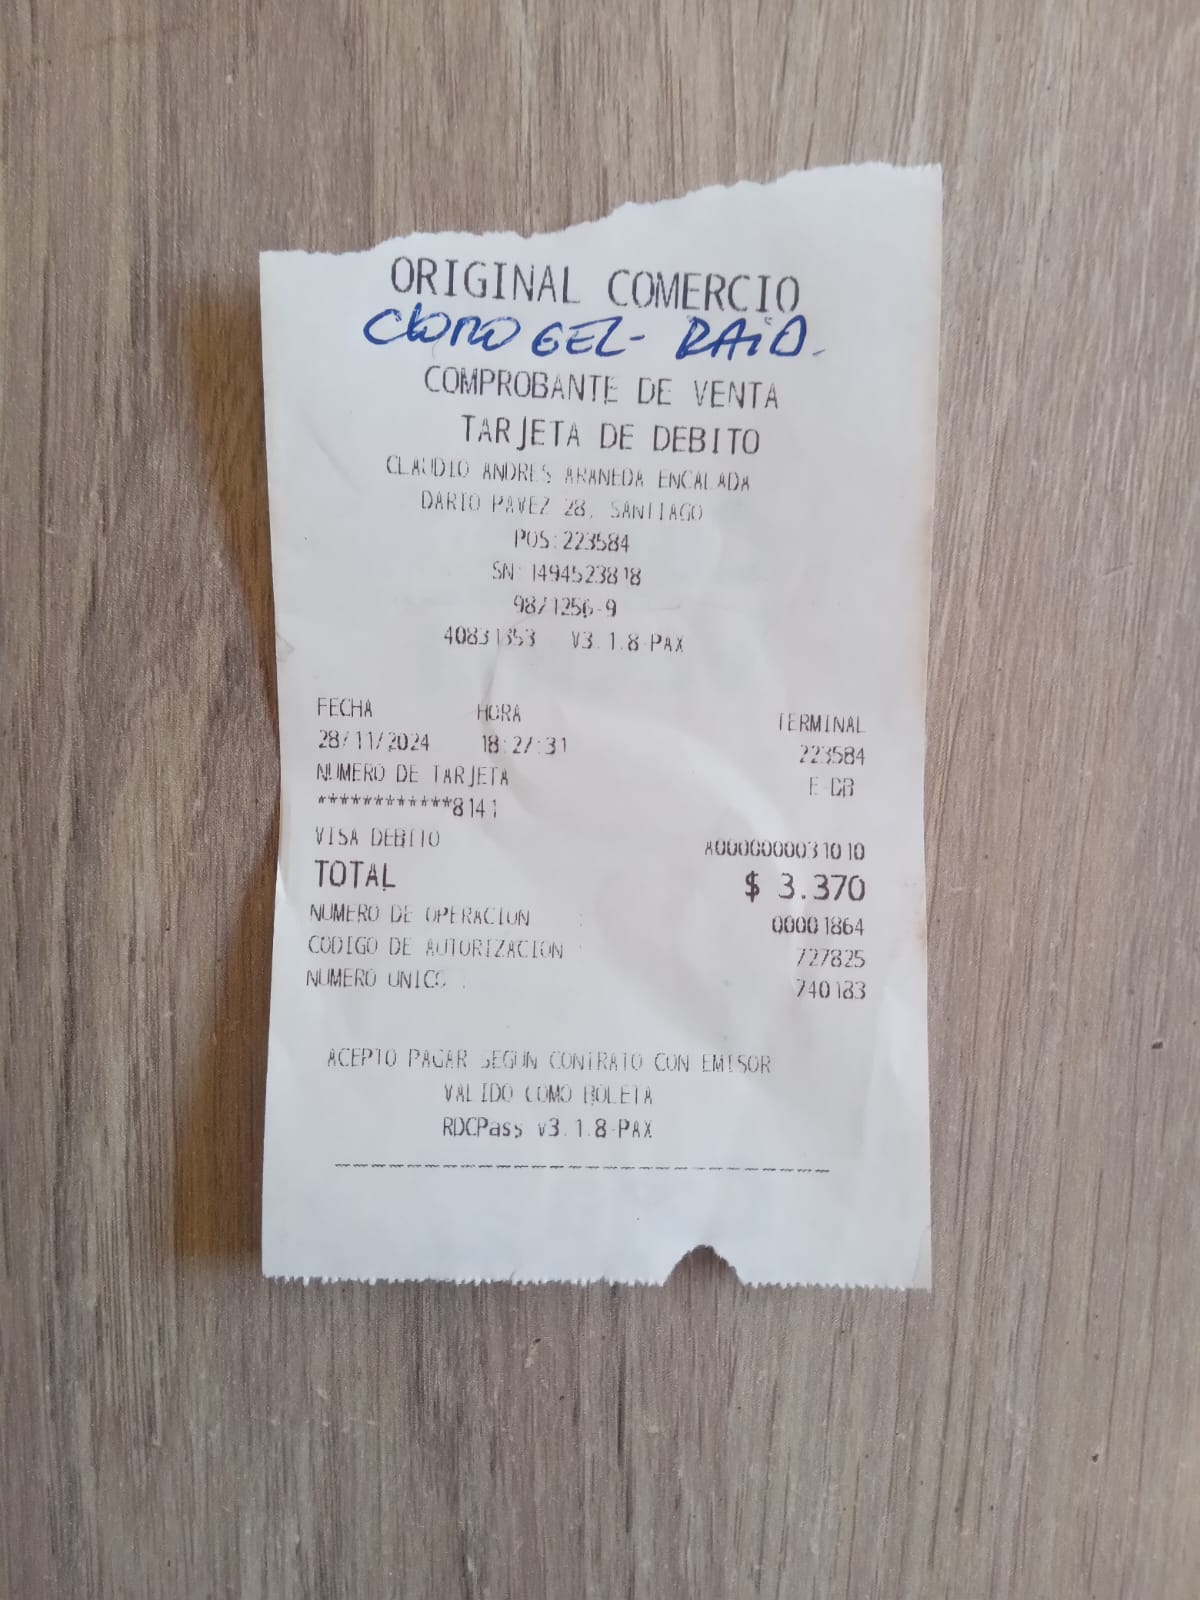 ORIGINAL COMERCIO
CLORO GEL - RAID.
COMPROBANTE DE VENTA
TARJETA DE DEBITO
CLAUDIO ANDRES ARANEDA ENCALADA
DARIO PAVEZ 28, SANTIAGO
POS:223584
SN: 1494523818
9871256-9
40831353 V3.1.8-PAX
FECHA HORA TERMINAL
28/11/2024 18:27:31 223584
NUMERO DE TARJETA E-DB
************8141
VISA DEBITO A0000000031010
TOTAL $ 3.370
NUMERO DE OPERACION : 00001864
CODIGO DE AUTORIZACION : 727825
NUMERO UNICO : 740183
ACEPTO PAGAR SEGUN CONTRATO CON EMISOR
VALIDO COMO BOLETA
RDCPass v3.1.8-PAX